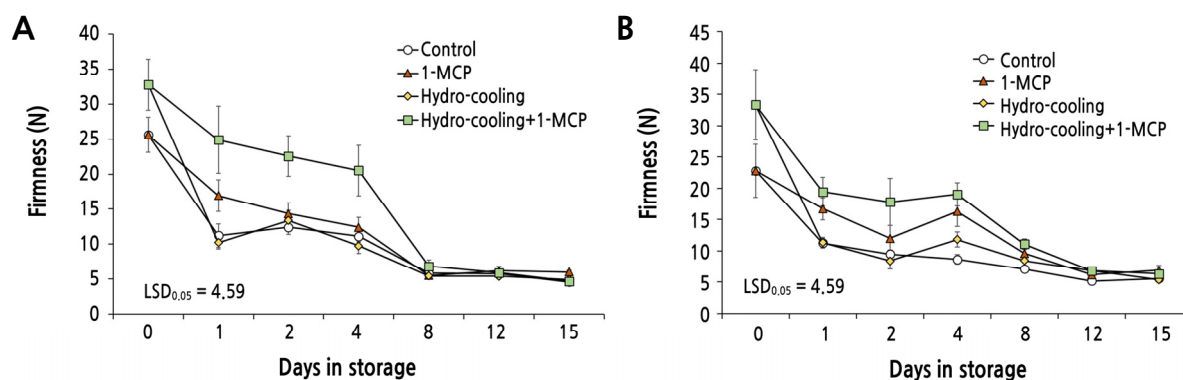 A
Firmness (N)
40
35
30
25
20
15
10
5
0
Control
1-MCP
Hydro-cooling
Hydro-cooling+1-MCP
LSD0.05 = 4.59
0 1 2 4 8 12 15
Days in storage
B
Firmness (N)
45
40
35
30
25
20
15
10
5
0
Control
1-MCP
Hydro-cooling
Hydro-cooling+1-MCP
LSD0.05 = 4.59
0 1 2 4 8 12 15
Days in storage